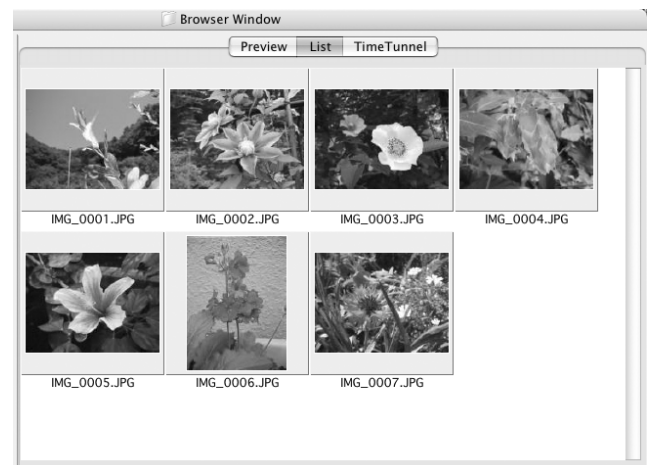 Browser Window
Preview List TimeTunnel
IMG_0001.JPG IMG_0002.JPG IMG_0003.JPG IMG_0004.JPG
IMG_0005.JPG IMG_0006.JPG IMG_0007.JPG